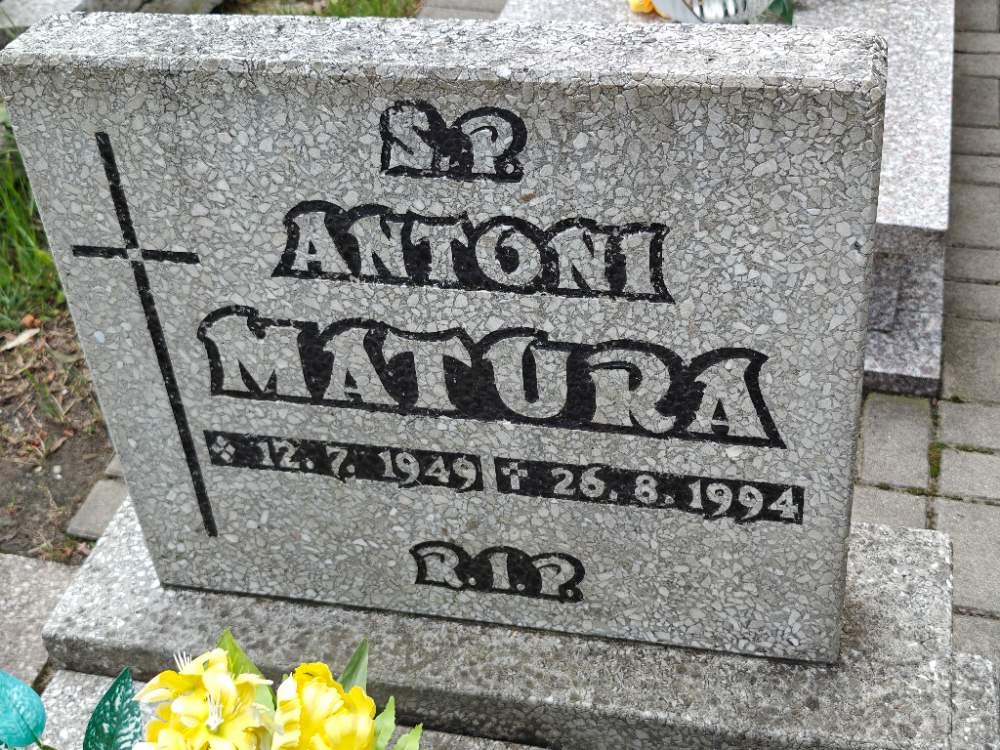 S.P.
ANTONI
MATURA
12.7.1949 26.8.1994
R.I.P.